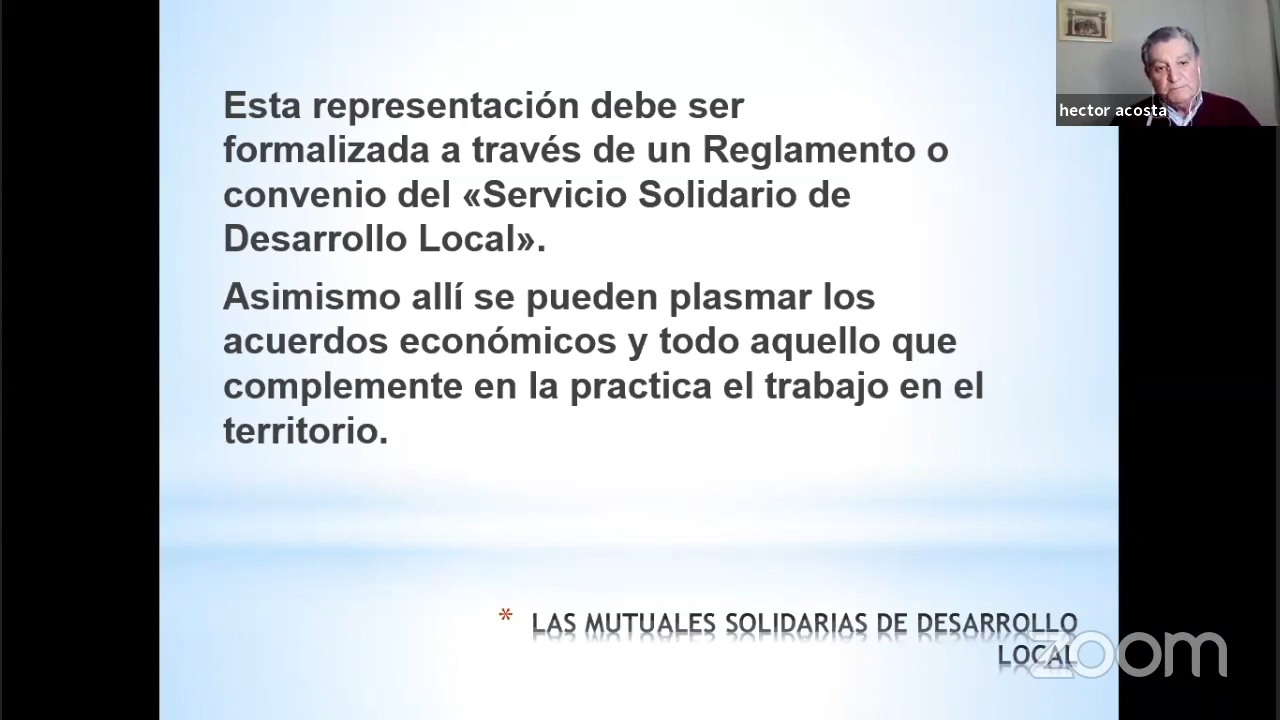 Esta representación debe ser
formalizada a través de un Reglamento o
convenio del «Servicio Solidario de
Desarrollo Local».
Asimismo allí se pueden plasmar los
acuerdos económicos y todo aquello que
complemente en la practica el trabajo en el
territorio.
* LAS MUTUALES SOLIDARIAS DE DESARROLLO
LOCAL
hector acosta
zoom